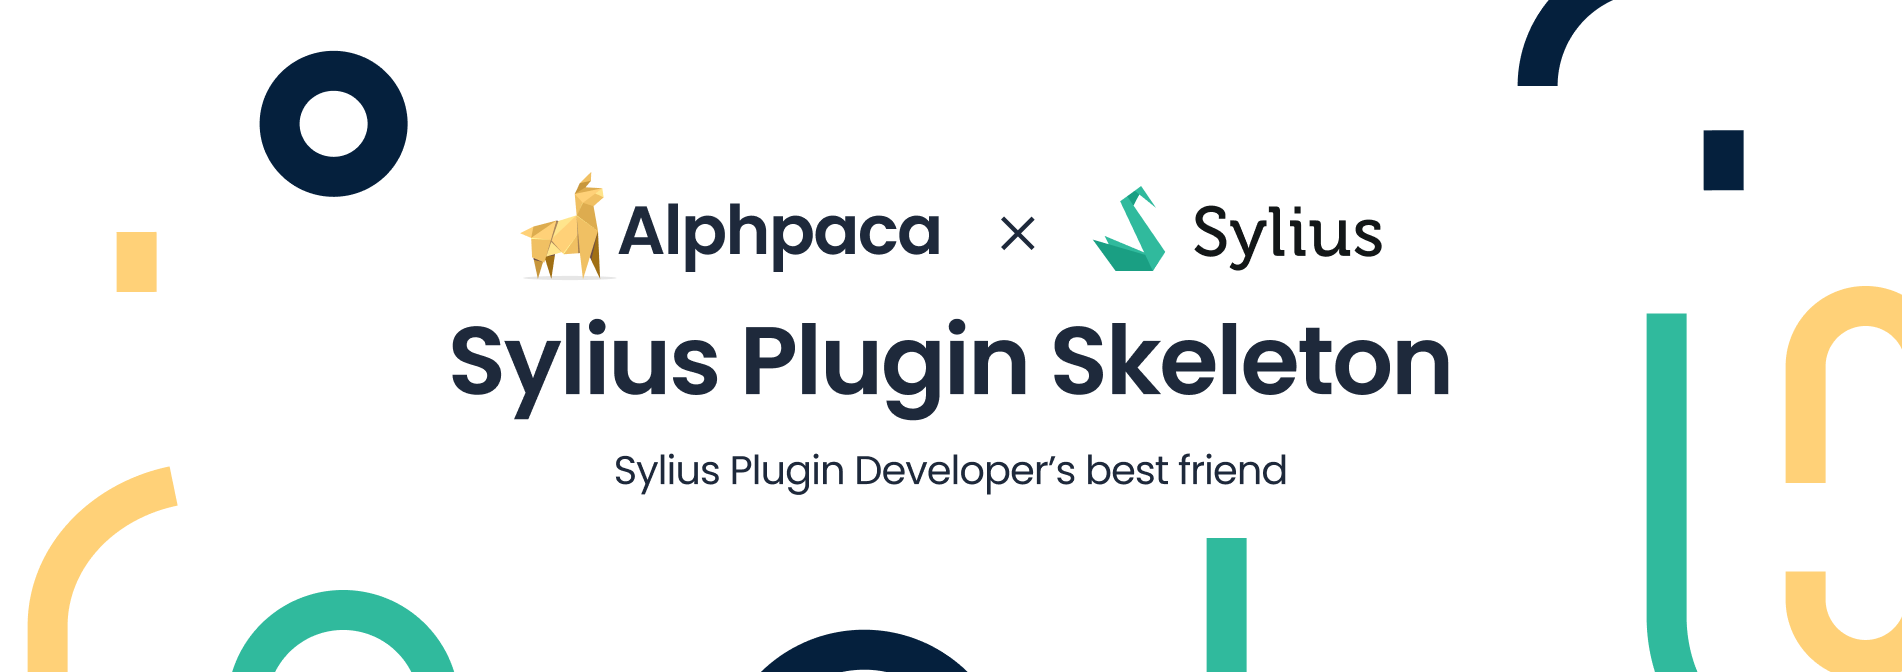 Alphpaca × Sylius
Sylius Plugin Skeleton
Sylius Plugin Developer’s best friend